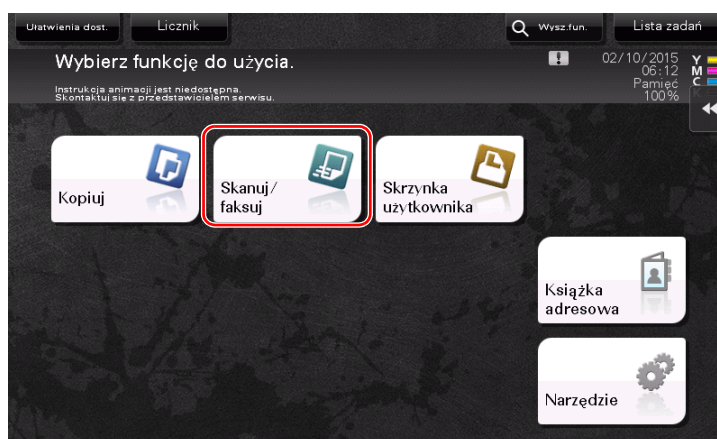 Ułatwienia dost.
Licznik
Wysz.fun.
Lista zadań
Wybierz funkcję do użycia.
Instrukcja animacji jest niedostępna.
Skontaktuj się z przedstawicielem serwisu.
02/10/2015
06:12
Pamięć
100%
Y
M
C
K
Kopiuj
Skanuj/
faksuj
Skrzynka
użytkownika
Książka
adresowa
Narzędzie